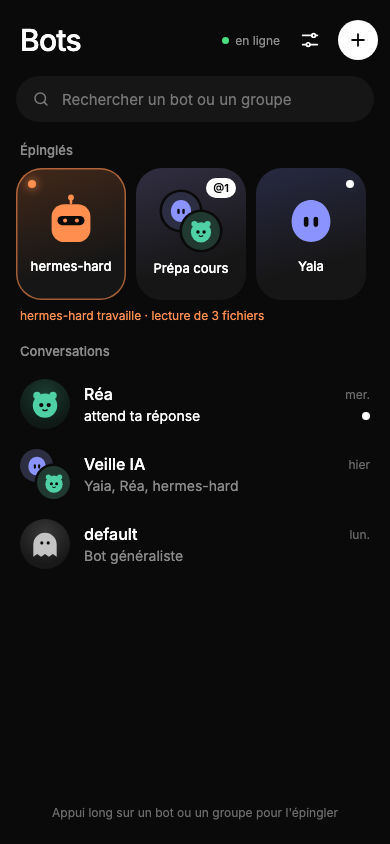 Bots
en ligne
Rechercher un bot ou un groupe
Épinglés
hermes-hard
@1
Prépa cours
Yaia
hermes-hard travaille · lecture de 3 fichiers
Conversations
Réa
mer.
attend ta réponse
Veille IA
hier
Yaia, Réa, hermes-hard
default
lun.
Bot généraliste
Appui long sur un bot ou un groupe pour l'épingler